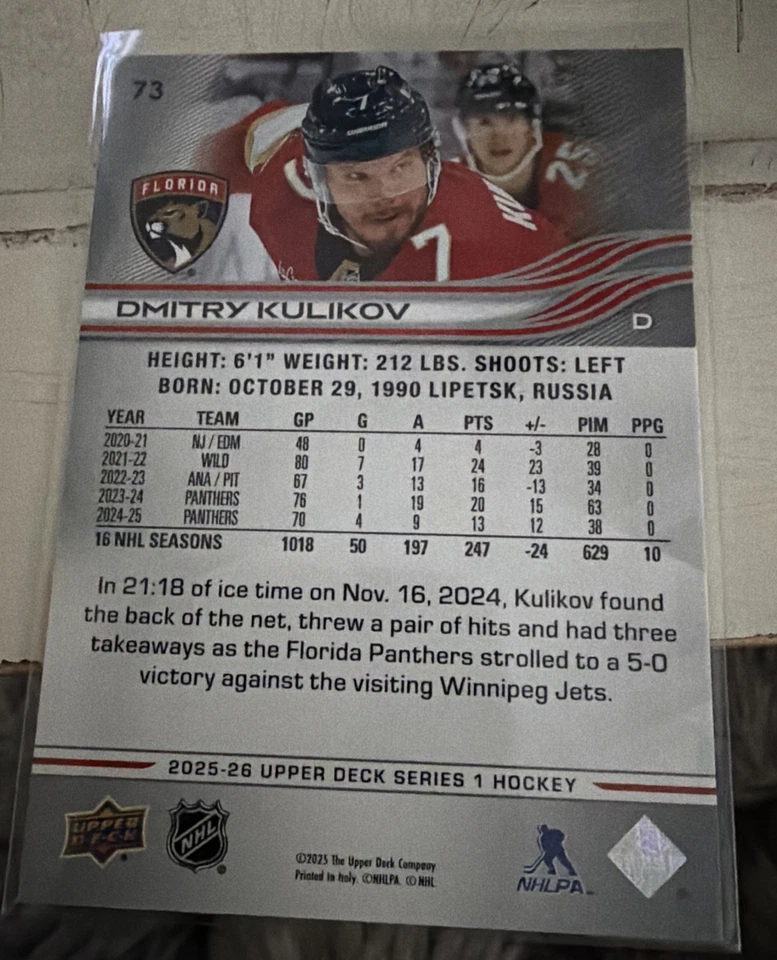 73
7
25
FLORIDA
7
DMITRY KULIKOV
D
HEIGHT: 6'1" WEIGHT: 212 LBS. SHOOTS: LEFT
BORN: OCTOBER 29, 1990 LIPETSK, RUSSIA
YEAR TEAM GP G A PTS +/- PIM PPG
2020-21 NJ / EDM 48 0 4 4 -3 28 0
2021-22 WILD 80 7 17 24 23 39 0
2022-23 ANA / PIT 67 3 13 16 -13 34 0
2023-24 PANTHERS 76 1 19 20 15 63 0
2024-25 PANTHERS 70 4 9 13 12 38 0
16 NHL SEASONS 1018 50 197 247 -24 629 10
In 21:18 of ice time on Nov. 16, 2024, Kulikov found
the back of the net, threw a pair of hits and had three
takeaways as the Florida Panthers strolled to a 5-0
victory against the visiting Winnipeg Jets.
2025-26 UPPER DECK SERIES 1 HOCKEY
UPPER DECK
NHL
©2025 The Upper Deck Company
Printed in Italy. ©NHLPA. ©NHL
NHLPA